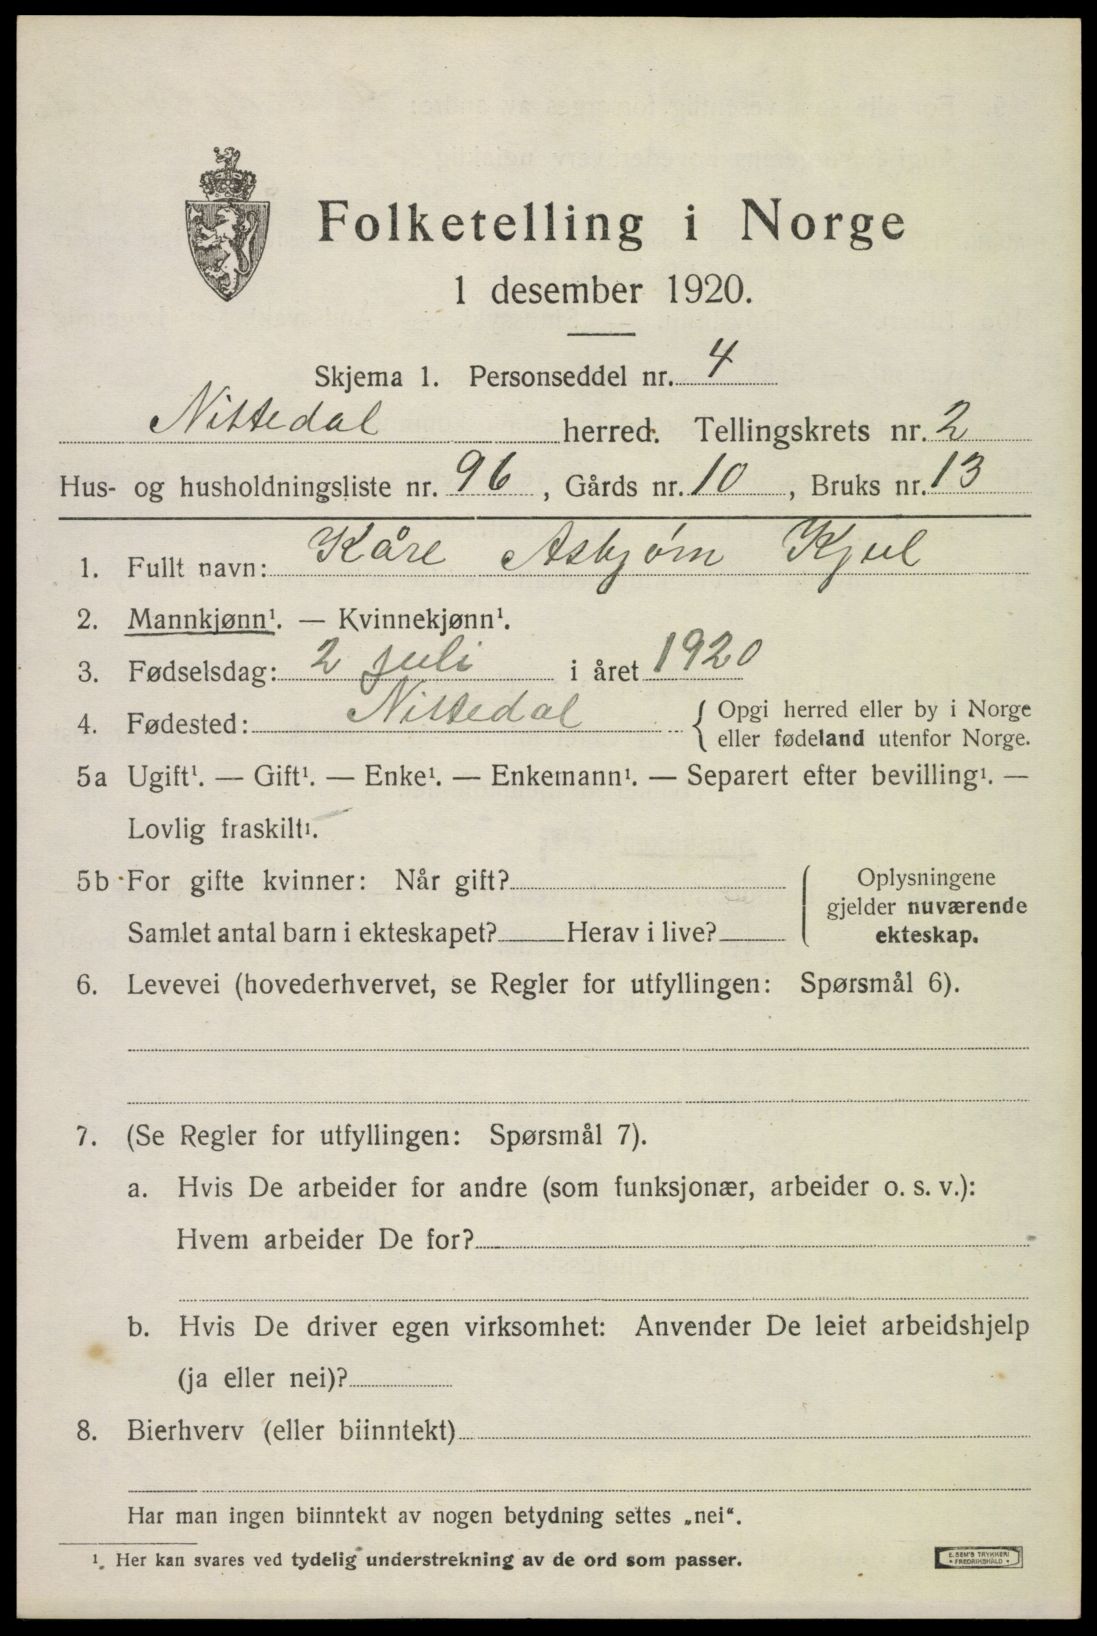 Folketelling i Norge
1 desember 1920.
Skjema 1. Personseddel nr. 4
Nittedal herred. Tellingskrets nr. 2
Hus- og husholdningsliste nr. 96, Gårds nr. 10, Bruks nr. 13
1. Fullt navn: Kåre Asbjørn Kjul
2. Mannkjønn¹. — Kvinnekjønn¹.
3. Fødselsdag: 2 juli i året 1920
4. Fødested: Nittedal { Opgi herred eller by i Norge
eller fødeland utenfor Norge.
5a Ugift¹. — Gift¹. — Enke¹. — Enkemann¹. — Separert efter bevilling¹. —
Lovlig fraskilt¹.
5b For gifte kvinner: Når gift? Oplysningene
gjelder nuværende
Samlet antal barn i ekteskapet? Herav i live? ekteskap.
6. Levevei (hovederhvervet, se Regler for utfyllingen: Spørsmål 6).
7. (Se Regler for utfyllingen: Spørsmål 7).
a. Hvis De arbeider for andre (som funksjonær, arbeider o. s. v.):
Hvem arbeider De for?
b. Hvis De driver egen virksomhet: Anvender De leiet arbeidshjelp
(ja eller nei)?
8. Bierhverv (eller biinntekt)
Har man ingen biinntekt av nogen betydning settes „nei“.
¹. Her kan svares ved tydelig understrekning av de ord som passer.
E. SEM'S TRYKKERI
• FREDRIKSHALD •